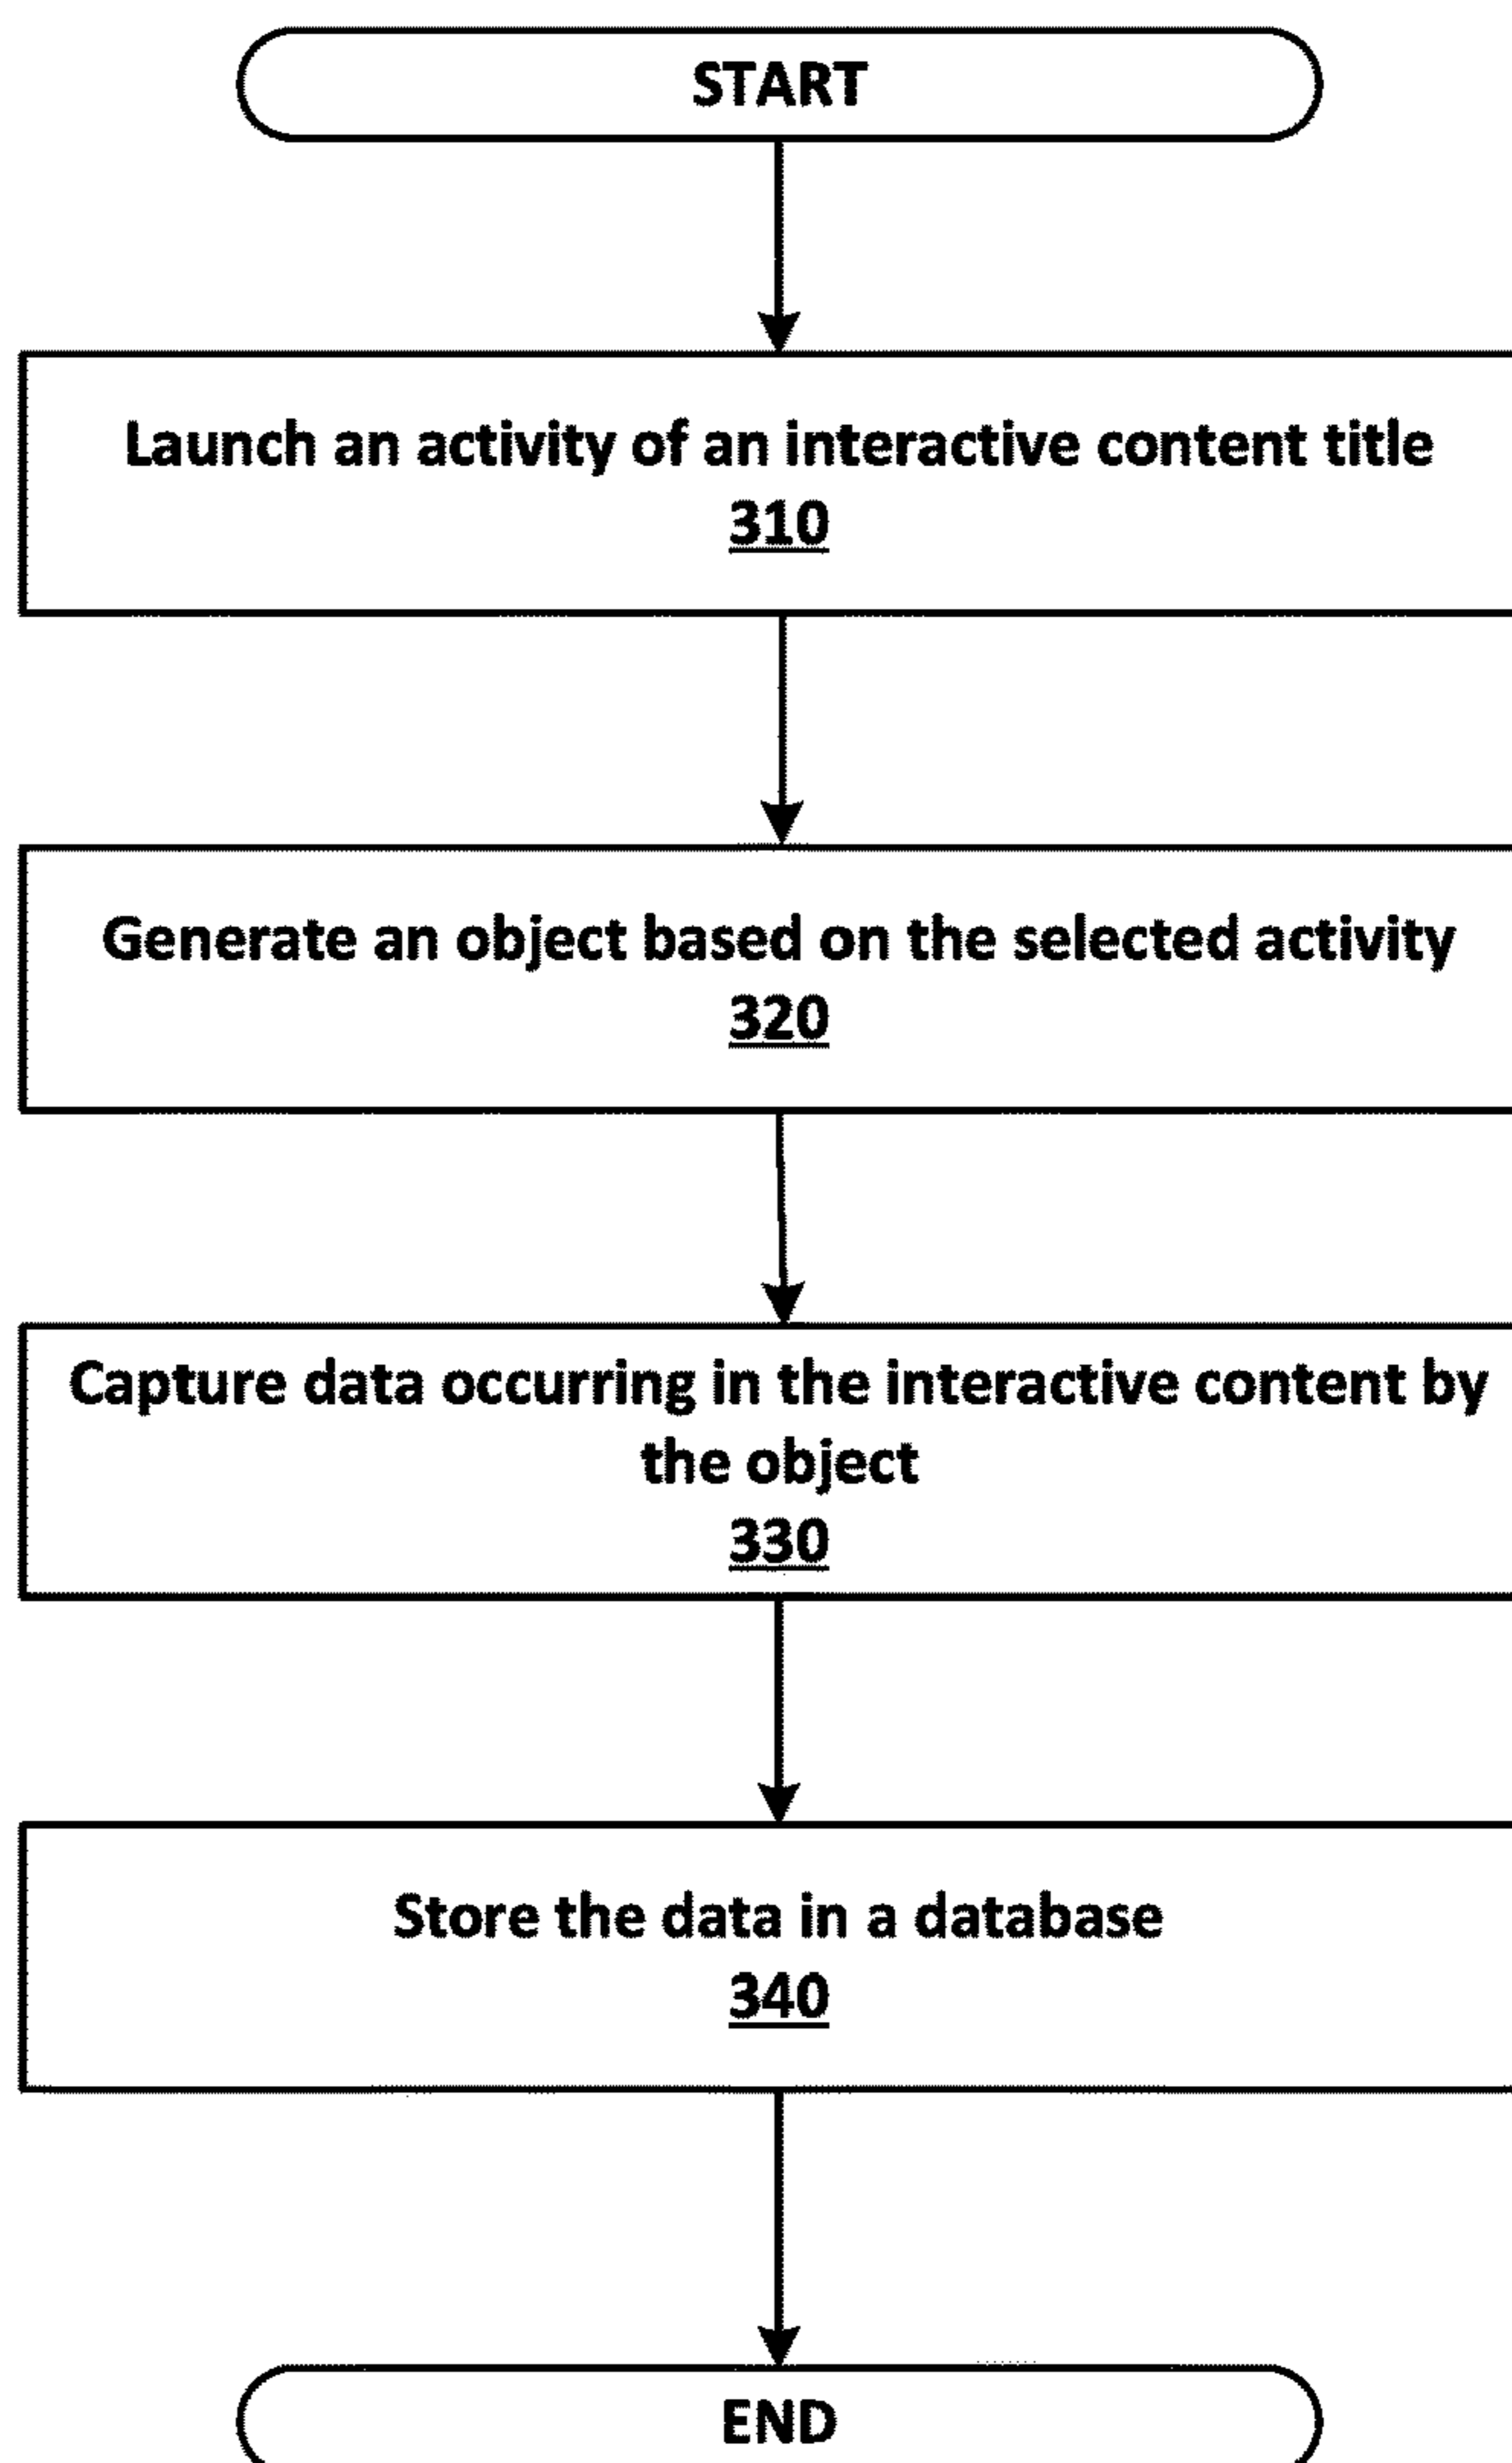 START
Launch an activity of an interactive content title
310
Generate an object based on the selected activity
320
Capture data occurring in the interactive content by
the object
330
Store the data in a database
340
END